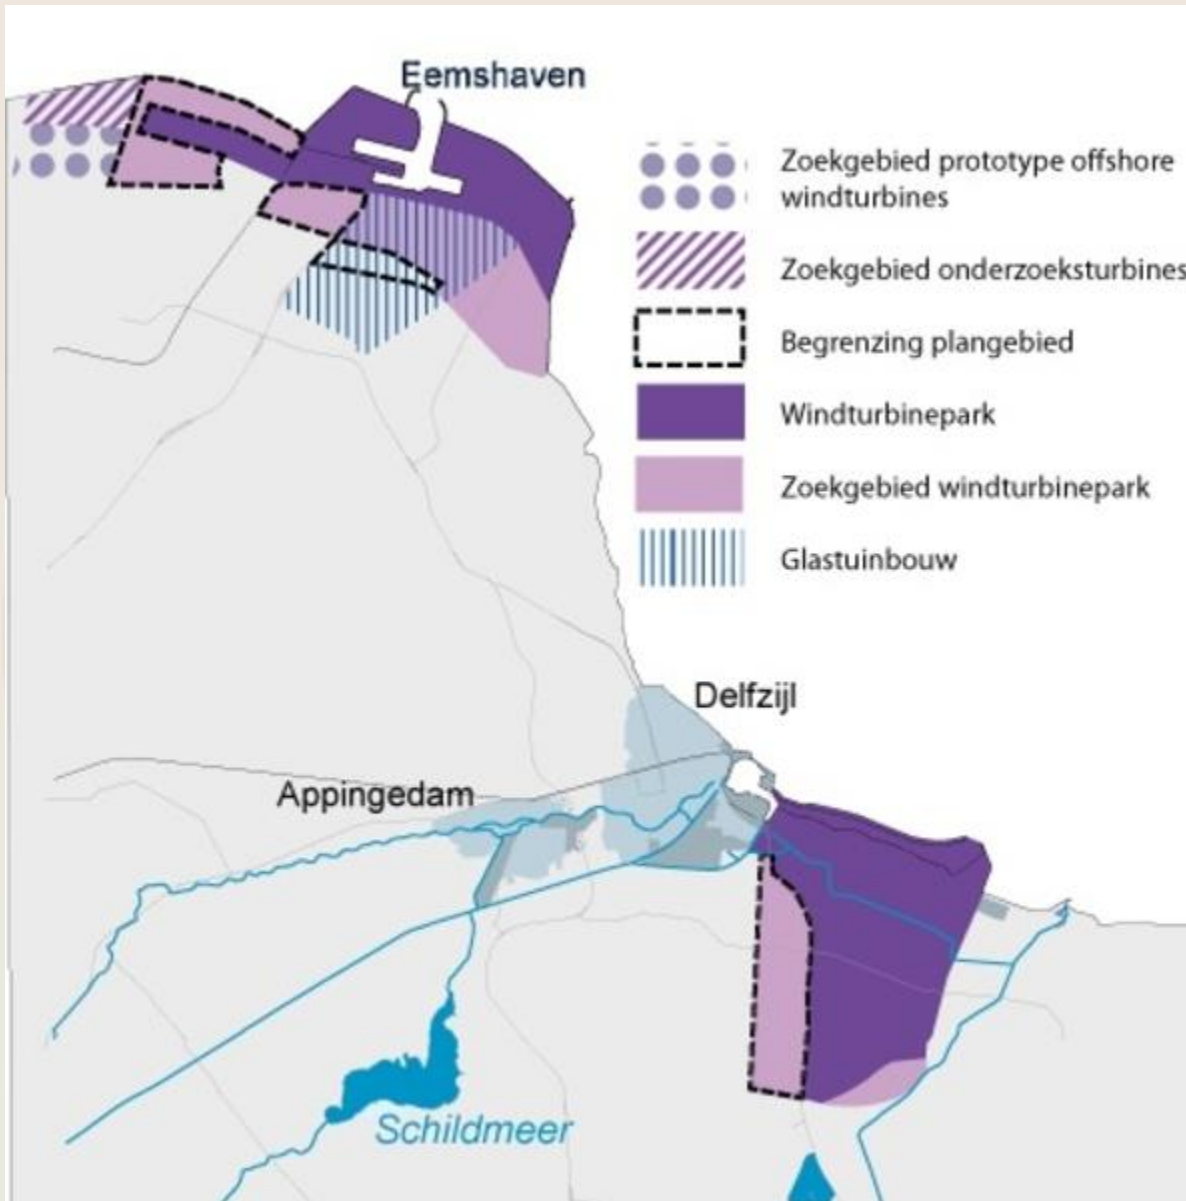 Eemshaven
Zoekgebied prototype offshore
windturbines
Zoekgebied onderzoeksturbines
Begrenzing plangebied
Windturbinepark
Zoekgebied windturbinepark
Glastuinbouw
Delfzijl
Appingedam
Schildmeer